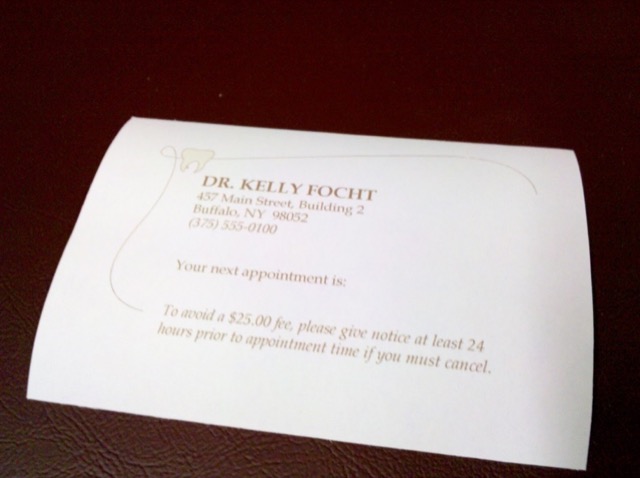 DR. KELLY FOCHT
457 Main Street, Building 2
Buffalo, NY 98052
(375) 555-0100
Your next appointment is:
To avoid a $25.00 fee, please give notice at least 24
hours prior to appointment time if you must cancel.